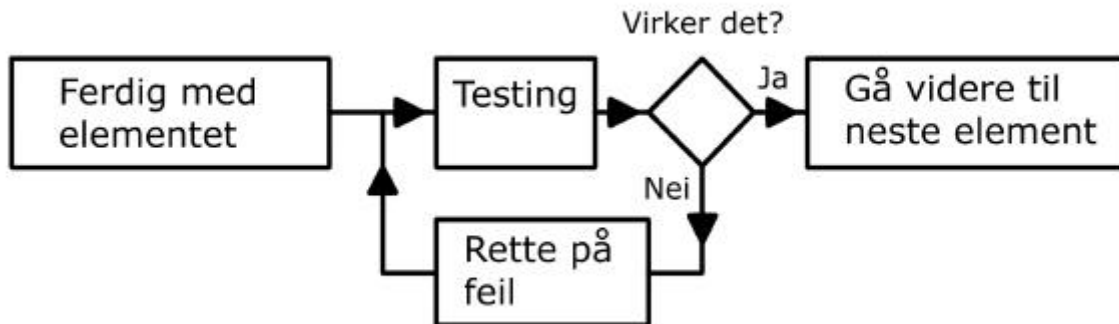 Ferdig med
elementet
Testing
Virker det?
Ja
Gå videre til
neste element
Nei
Rette på
feil